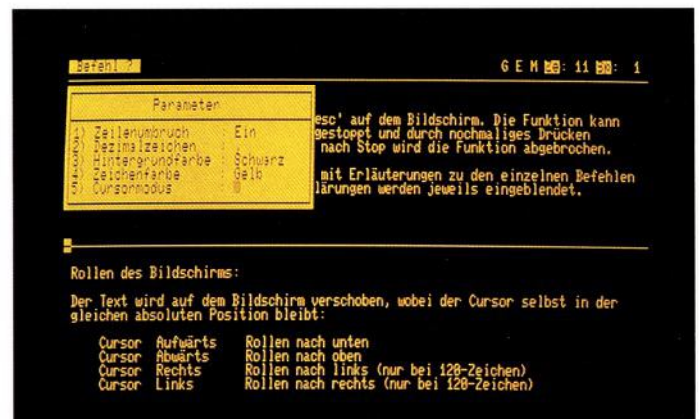 Befehl ?
G E M Ze: 11 Sp: 1
Parameter
1) Zeilenumbruch : Ein
2) Dezimalzeichen : ,
3) Hintergrundfarbe : Schwarz
4) Zeichenfarbe : Gelb
5) Cursormodus :
esc' auf dem Bildschirm. Die Funktion kann
gestoppt und durch nochmaliges Drücken
nach Stop wird die Funktion abgebrochen.
mit Erläuterungen zu den einzelnen Befehlen
lärungen werden jeweils eingeblendet.
Rollen des Bildschirms:
Der Text wird auf dem Bildschirm verschoben, wobei der Cursor selbst in der
gleichen absoluten Position bleibt:
Cursor Aufwärts Rollen nach unten
Cursor Abwärts Rollen nach oben
Cursor Rechts Rollen nach links (nur bei 120-Zeichen)
Cursor Links Rollen nach rechts (nur bei 120-Zeichen)